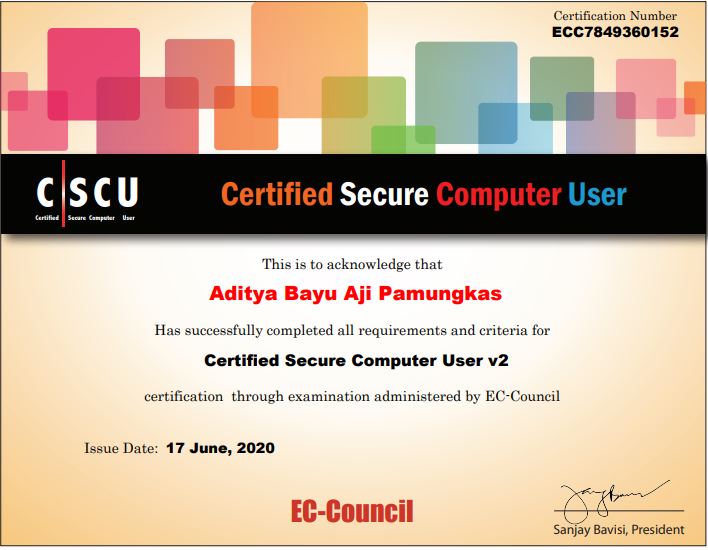 Certification Number
ECC7849360152
C|SCU
Certified Secure Computer User
Certified Secure Computer User
This is to acknowledge that
Aditya Bayu Aji Pamungkas
Has successfully completed all requirements and criteria for
Certified Secure Computer User v2
certification through examination administered by EC-Council
Issue Date: 17 June, 2020
EC-Council
Sanjay Bavisi, President